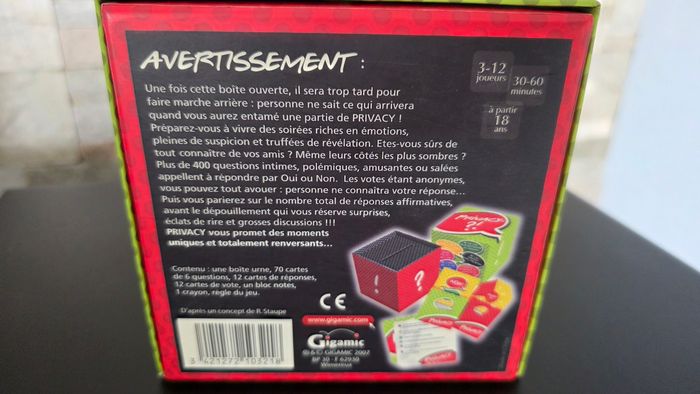 AVERTISSEMENT :
3-12
joueurs
30-60
minutes
à partir
18
ans
Une fois cette boîte ouverte, il sera trop tard pour
faire marche arrière : personne ne sait ce qui arrivera
quand vous aurez entamé une partie de PRIVACY !
Préparez-vous à vivre des soirées riches en émotions,
pleines de suspicion et truffées de révélation. Etes-vous sûrs de
tout connaître de vos amis ? Même leurs côtés les plus sombres ?
Plus de 400 questions intimes, polémiques, amusantes ou salées
appellent à répondre par Oui ou Non. Les votes étant anonymes,
vous pouvez tout avouer : personne ne connaîtra votre réponse...
Puis vous parierez sur le nombre total de réponses affirmatives,
avant le dépouillement qui vous réserve surprises,
éclats de rire et grosses discussions !!!
PRIVACY vous promet des moments
uniques et totalement renversants...
Contenu : une boîte urne, 70 cartes
de 6 questions, 12 cartes de réponses,
12 cartes de vote, un bloc notes,
1 crayon, règle du jeu.
D'après un concept de R.Staupe
3 421272 103218
CE
www.gigamic.com
Gigamic
© GIGAMIC 2007
BP 30 - F 62930
Wimereux
! ?
PRIVACY
?!